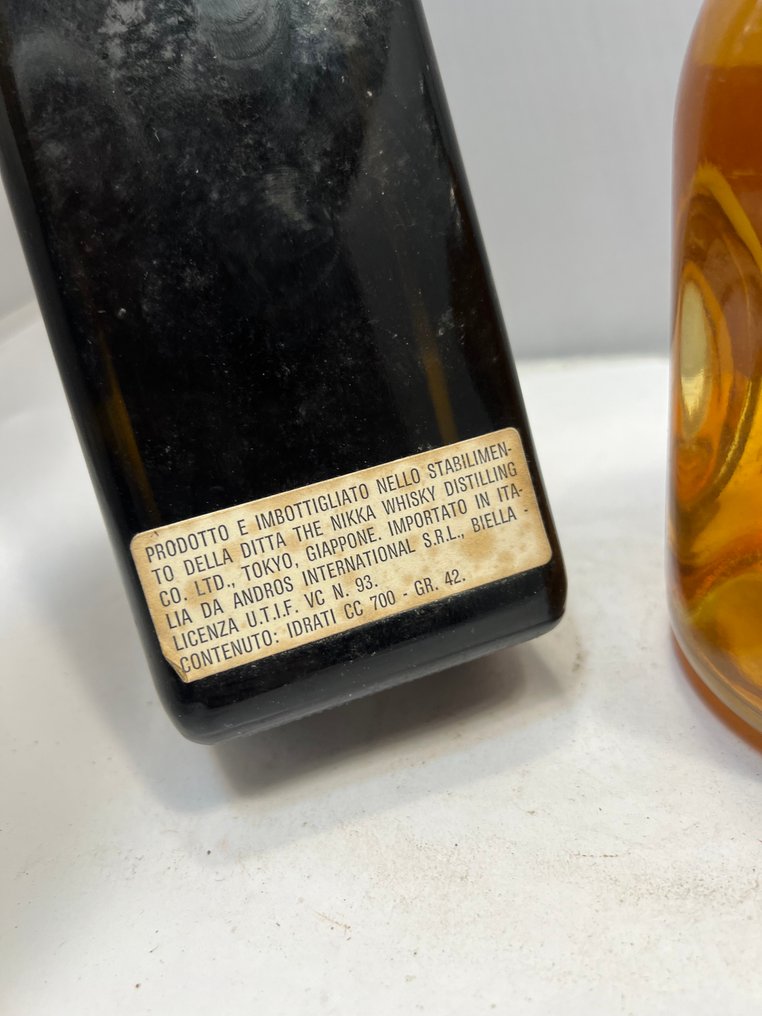 PRODOTTO E IMBOTTIGLIATO NELLO STABILIMEN-
TO DELLA DITTA THE NIKKA WHISKY DISTILLING
CO. LTD., TOKYO, GIAPPONE. IMPORTATO IN ITA-
LIA DA ANDROS INTERNATIONAL S.R.L., BIELLA -
LICENZA U.T.I.F. VC N. 93.
CONTENUTO: IDRATI CC 700 - GR. 42.